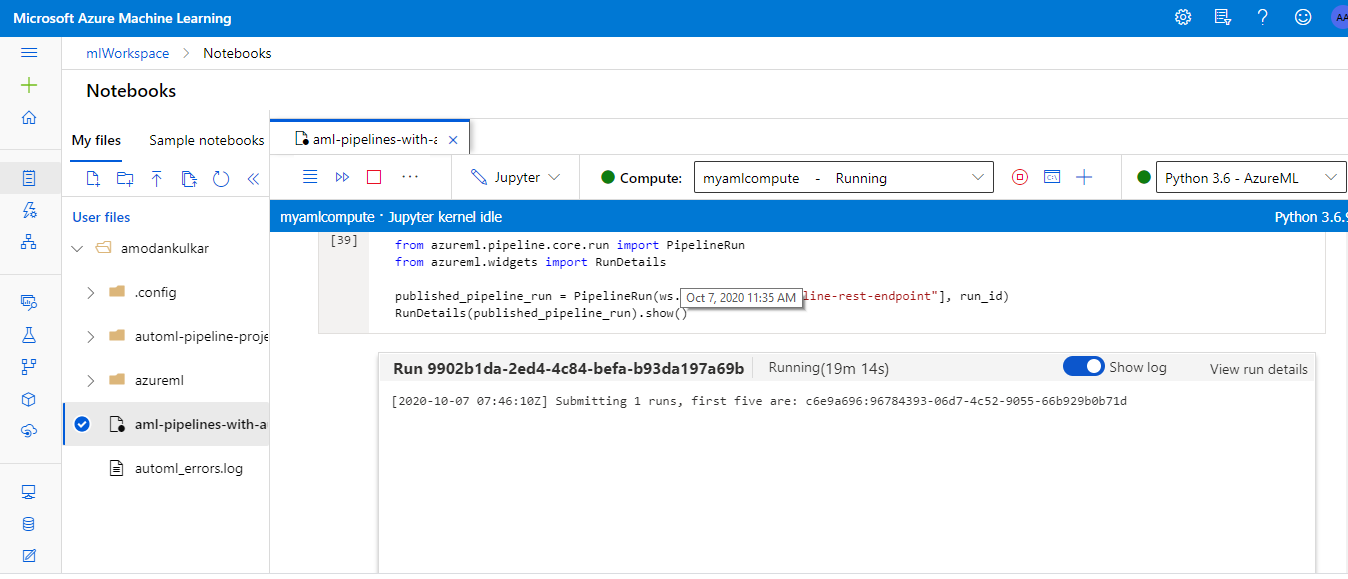 Microsoft Azure Machine Learning
AA
mlWorkspace > Notebooks
Notebooks
My files
Sample notebooks
aml-pipelines-with-a
Jupyter
Compute:
myamlcompute - Running
Python 3.6 - AzureML
User files
myamlcompute · Jupyter kernel idle
Python 3.6.9
amodankulkar
.config
automl-pipeline-proje
azureml
aml-pipelines-with-au
automl_errors.log
[39]
from azureml.pipeline.core.run import PipelineRun
from azureml.widgets import RunDetails
published_pipeline_run = PipelineRun(ws. line-rest-endpoint"], run_id)
Oct 7, 2020 11:35 AM
RunDetails(published_pipeline_run).show()
Run 9902b1da-2ed4-4c84-befa-b93da197a69b
Running(19m 14s)
Show log
View run details
[2020-10-07 07:46:10Z] Submitting 1 runs, first five are: c6e9a696:96784393-06d7-4c52-9055-66b929b0b71d